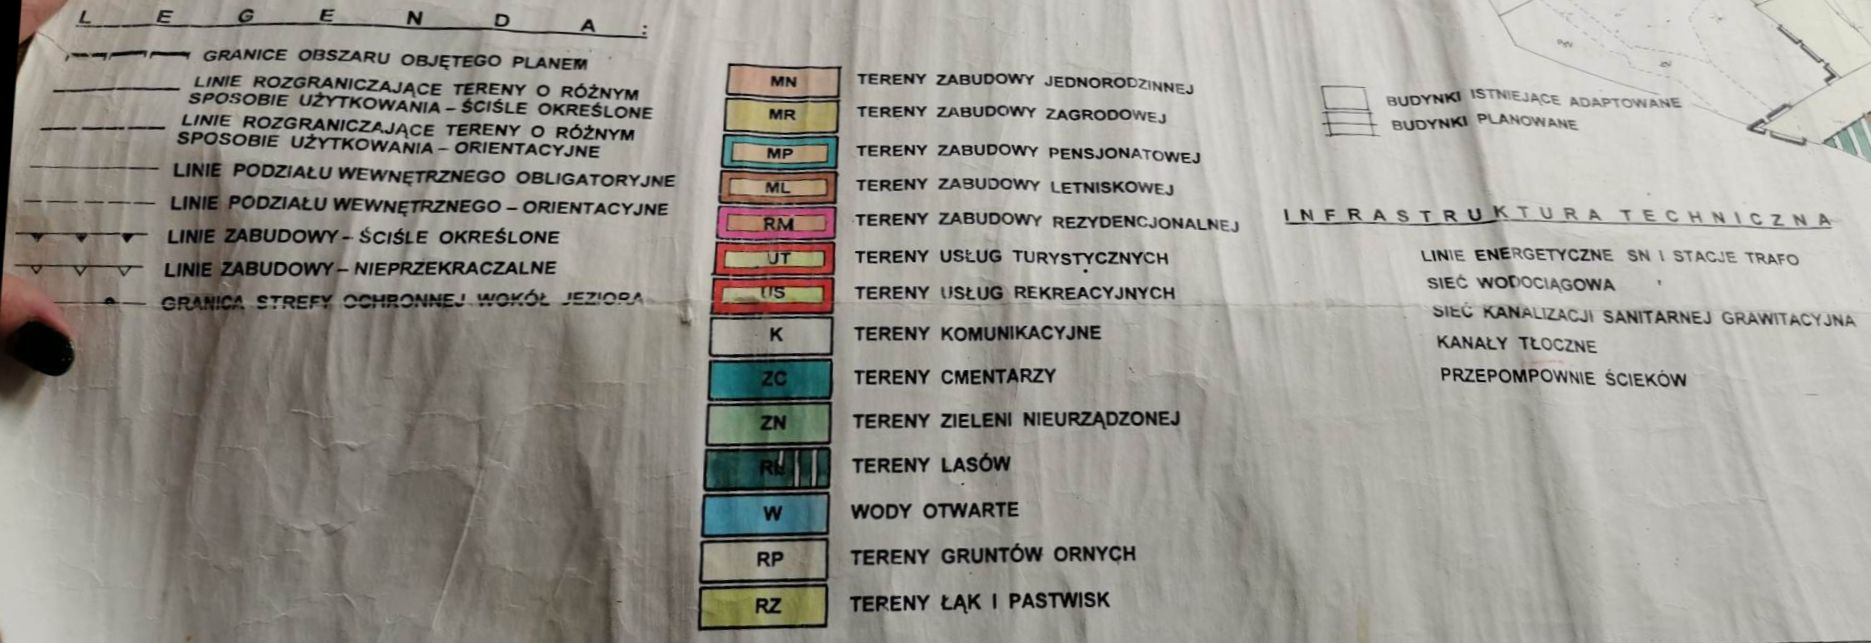 LEGENDA:
GRANICE OBSZARU OBJĘTEGO PLANEM
LINIE ROZGRANICZAJĄCE TERENY O RÓŻNYM
SPOSOBIE UŻYTKOWANIA – ŚCIŚLE OKREŚLONE
LINIE ROZGRANICZAJĄCE TERENY O RÓŻNYM
SPOSOBIE UŻYTKOWANIA – ORIENTACYJNE
LINIE PODZIAŁU WEWNĘTRZNEGO OBLIGATORYJNE
LINIE PODZIAŁU WEWNĘTRZNEGO – ORIENTACYJNE
LINIE ZABUDOWY – ŚCIŚLE OKREŚLONE
LINIE ZABUDOWY – NIEPRZEKRACZALNE
GRANICA STREFY OCHRONNEJ WOKÓŁ JEZIORA
MN TERENY ZABUDOWY JEDNORODZINNEJ
MR TERENY ZABUDOWY ZAGRODOWEJ
MP TERENY ZABUDOWY PENSJONATOWEJ
ML TERENY ZABUDOWY LETNISKOWEJ
RM TERENY ZABUDOWY REZYDENCJONALNEJ
UT TERENY USŁUG TURYSTYCZNYCH
US TERENY USŁUG REKREACYJNYCH
K TERENY KOMUNIKACYJNE
ZC TERENY CMENTARZY
ZN TERENY ZIELENI NIEURZĄDZONEJ
RL TERENY LASÓW
W WODY OTWARTE
RP TERENY GRUNTÓW ORNYCH
RZ TERENY ŁĄK I PASTWISK
BUDYNKI ISTNIEJĄCE ADAPTOWANE
BUDYNKI PLANOWANE
INFRASTRUKTURA TECHNICZNA
LINIE ENERGETYCZNE SN I STACJE TRAFO
SIEĆ WODOCIĄGOWA
SIEĆ KANALIZACJI SANITARNEJ GRAWITACYJNA
KANAŁY TŁOCZNE
PRZEPOMPOWNIE ŚCIEKÓW